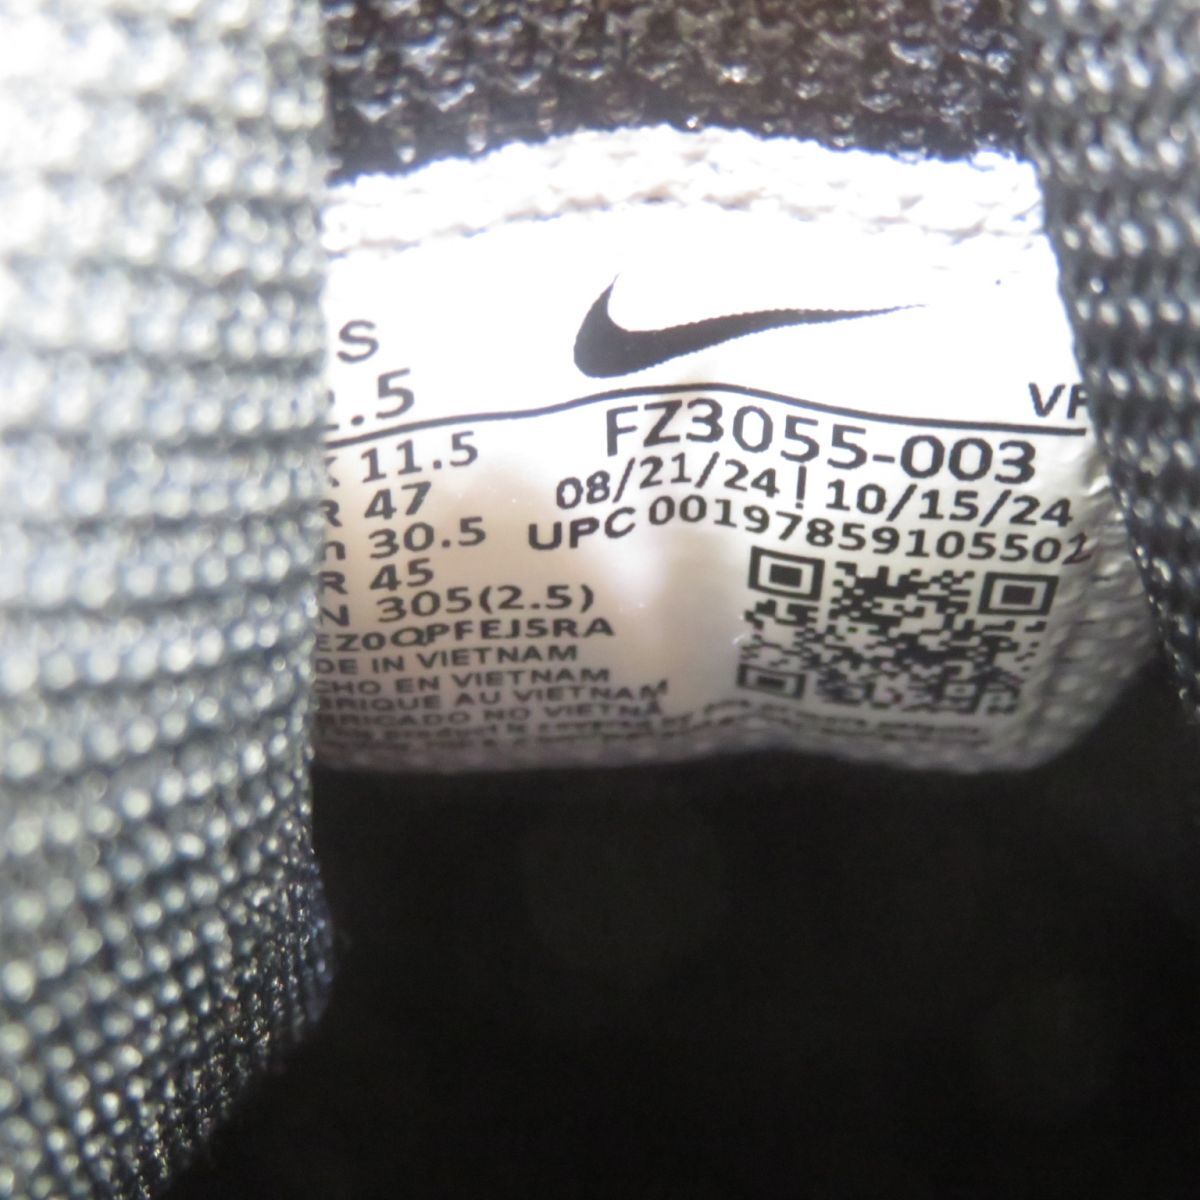 S
.5
VF
FZ3055-003
11.5
08/21/24 | 10/15/24
R 47
UPC 00197859105502
30.5
R 45
N 305(2.5)
EZ0QPFEJ5RA
DE IN VIETNAM
CHO EN VIETNAM
BRIQUE AU VIETNAM
BRICADO NO VIETNA